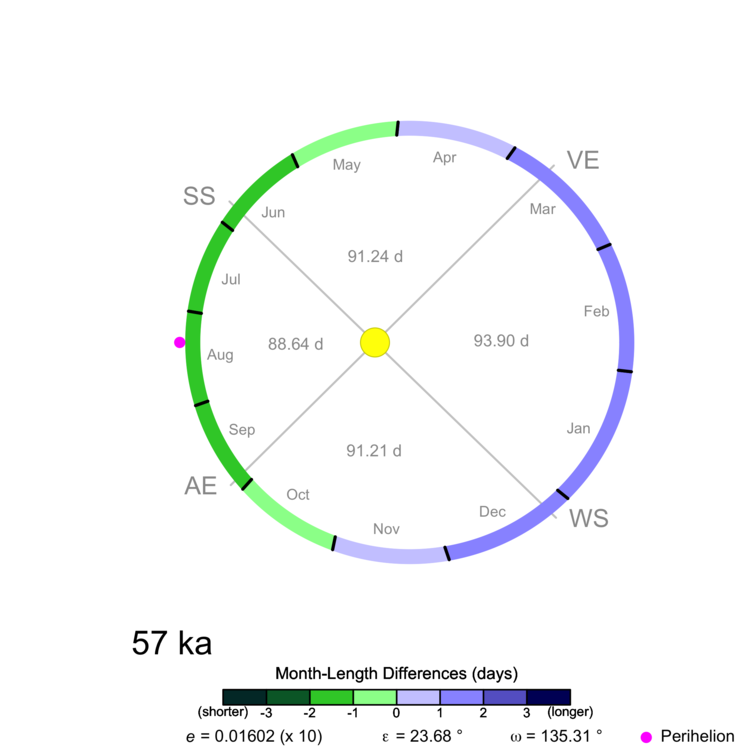 VE
SS
May
Apr
Jun
Mar
91.24 d
Jul
Feb
88.64 d
93.90 d
Aug
Sep
Jan
91.21 d
AE
Oct
Dec
WS
Nov
57 ka
Month-Length Differences (days)
(shorter) -3 -2 -1 0 1 2 3 (longer)
e = 0.01602 (x 10) ε = 23.68 ° ω = 135.31 ° Perihelion